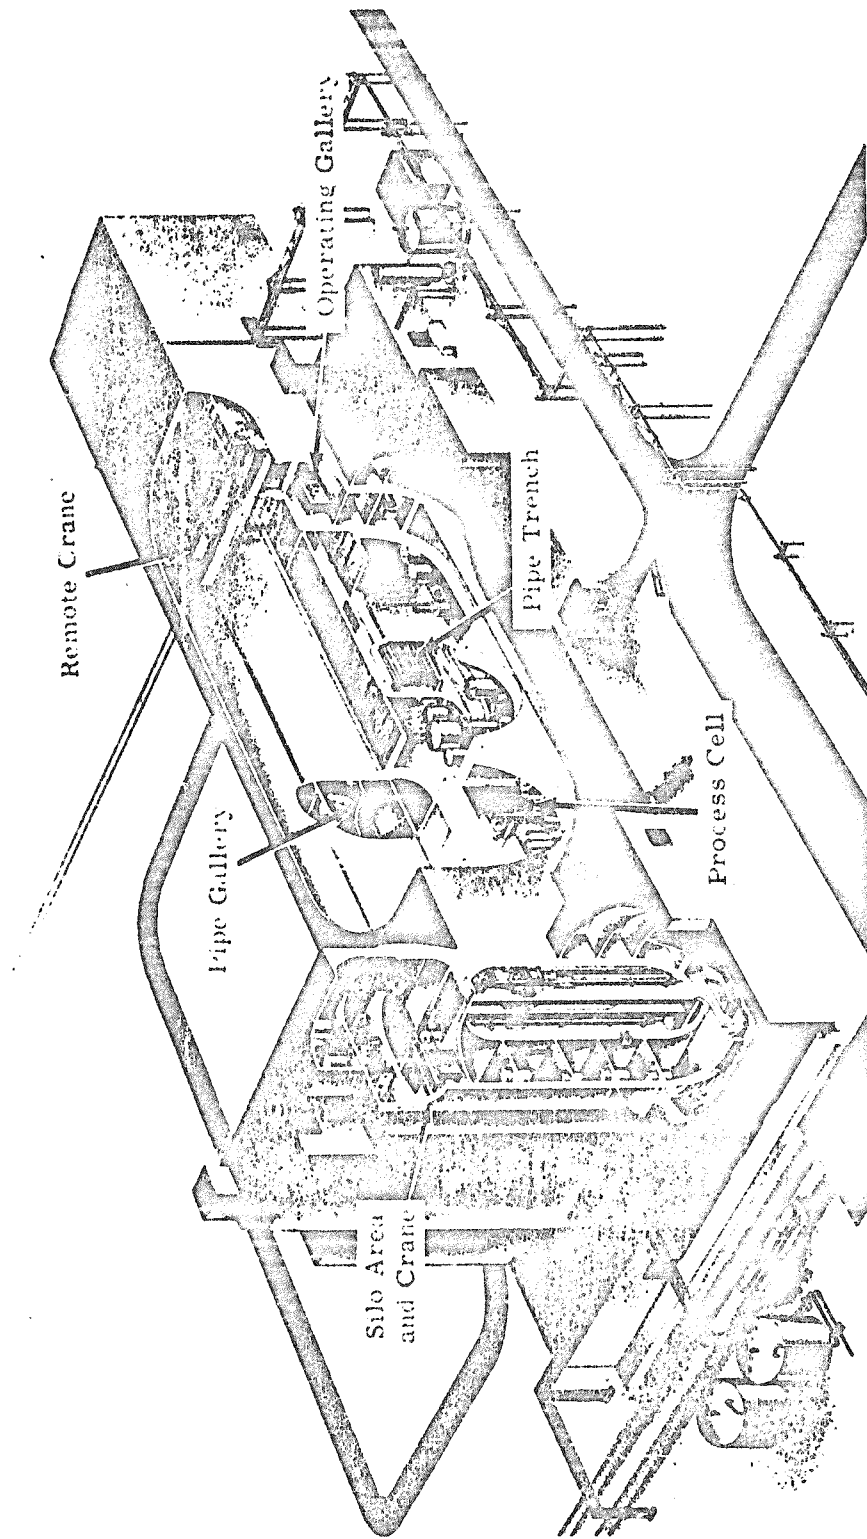 Remote Crane
Operating Gallery
Pipe Gallery
Pipe Trench
Process Cell
Silo Area
and Crane